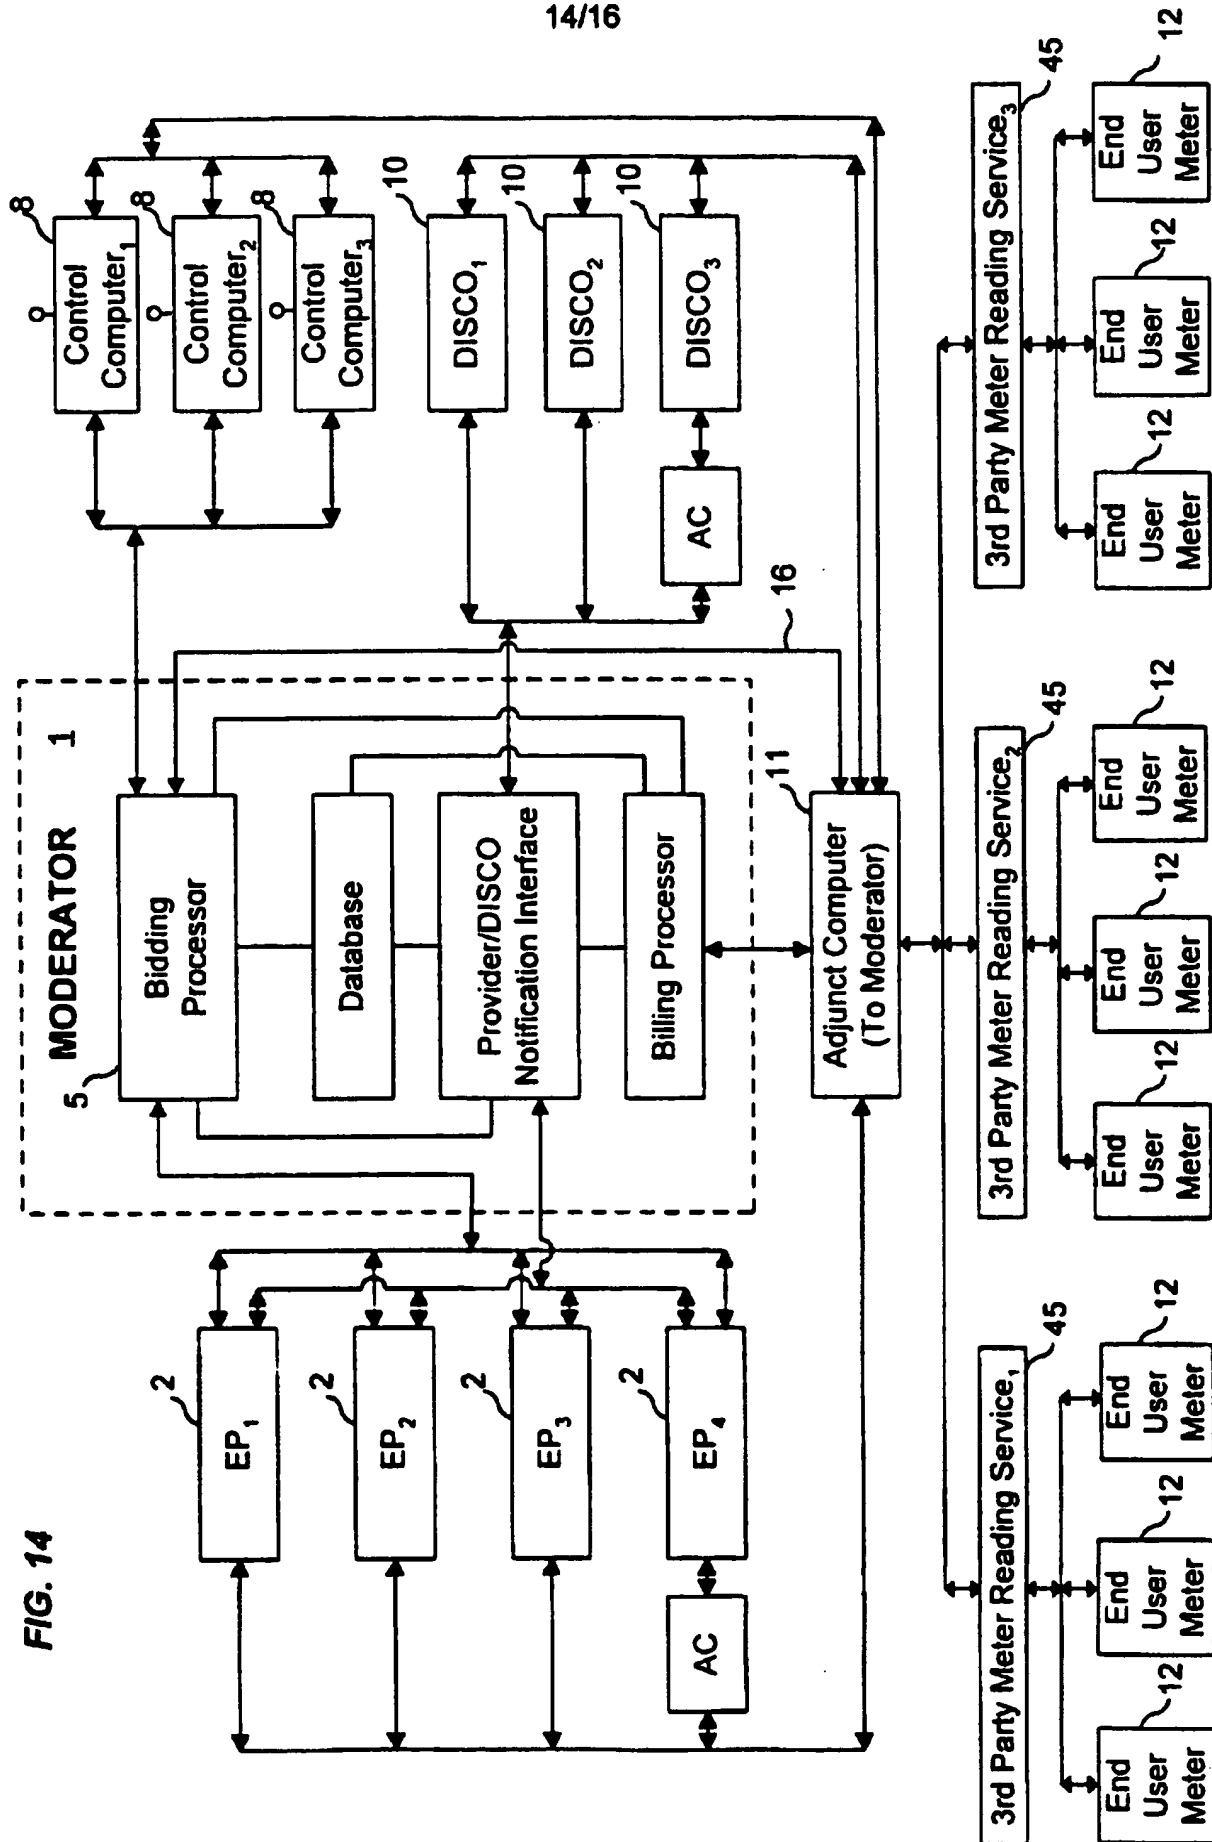 14/16
FIG. 14
MODERATOR 1
5
Bidding
Processor
Database
Provider/DISCO
Notification Interface
Billing Processor
2
EP1
2
EP2
2
EP3
2
EP4
AC
8
Control
Computer1
8
Control
Computer2
8
Control
Computer3
10
DISCO1
10
DISCO2
10
DISCO3
AC
16
11
Adjunct Computer
(To Moderator)
45
3rd Party Meter Reading Service1
12
End
User
Meter
12
End
User
Meter
12
End
User
Meter
45
3rd Party Meter Reading Service2
12
End
User
Meter
12
End
User
Meter
12
End
User
Meter
45
3rd Party Meter Reading Service3
12
End
User
Meter
12
End
User
Meter
12
End
User
Meter